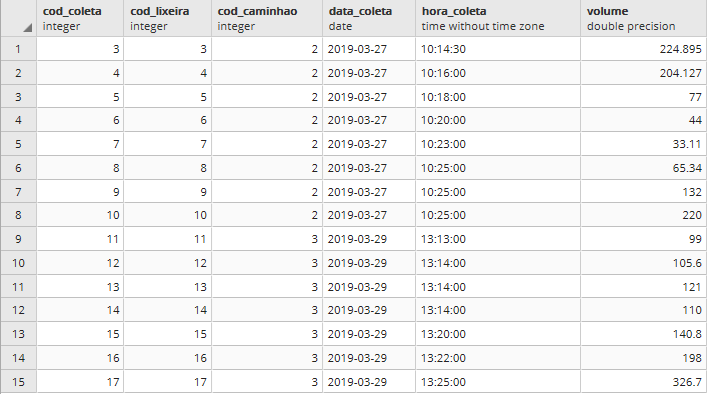 cod_coleta cod_lixeira cod_caminhao data_coleta hora_coleta volume
integer integer integer date time without time zone double precision
1 3 3 2 2019-03-27 10:14:30 224.895
2 4 4 2 2019-03-27 10:16:00 204.127
3 5 5 2 2019-03-27 10:18:00 77
4 6 6 2 2019-03-27 10:20:00 44
5 7 7 2 2019-03-27 10:23:00 33.11
6 8 8 2 2019-03-27 10:25:00 65.34
7 9 9 2 2019-03-27 10:25:00 132
8 10 10 2 2019-03-27 10:25:00 220
9 11 11 3 2019-03-29 13:13:00 99
10 12 12 3 2019-03-29 13:14:00 105.6
11 13 13 3 2019-03-29 13:14:00 121
12 14 14 3 2019-03-29 13:14:00 110
13 15 15 3 2019-03-29 13:20:00 140.8
14 16 16 3 2019-03-29 13:22:00 198
15 17 17 3 2019-03-29 13:25:00 326.7